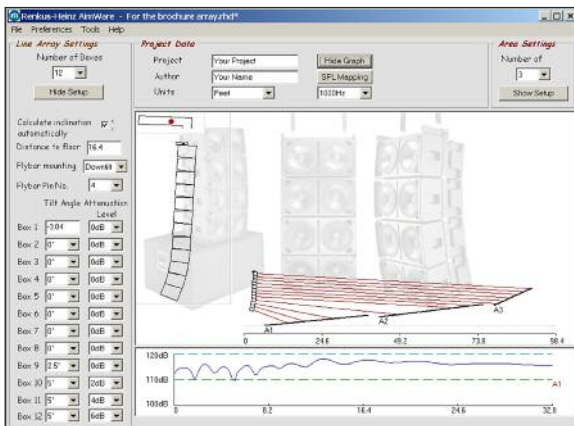 Renkus-Heinz AimWare - For the brochure array.rhd*
File Preferences Tools Help
Line Array Settings
Number of Boxes
12
Hide Setup
Calculate inclination
automatically
Distance to floor 16.4
Flybar mounting Downtilt
Flybar Pin No. 4
Tilt Angle Attenuation
Level
Box 1 -3.04 0dB
Box 2 0° 0dB
Box 3 0° 0dB
Box 4 0° 0dB
Box 5 0° 0dB
Box 6 0° 0dB
Box 7 0° 0dB
Box 8 0° 0dB
Box 9 2.5° 0dB
Box 10 5° 2dB
Box 11 5° 4dB
Box 12 5° 6dB
Project Data
Project Your Project Hide Graph
Author Your Name SPL Mapping
Units Feet 1000Hz
Area Settings
Number of
3
Show Setup
A1 A2 A3
0 24.6 49.2 73.8 98.4
120dB
110dB
100dB
A1
0 8.2 16.4 24.6 32.8